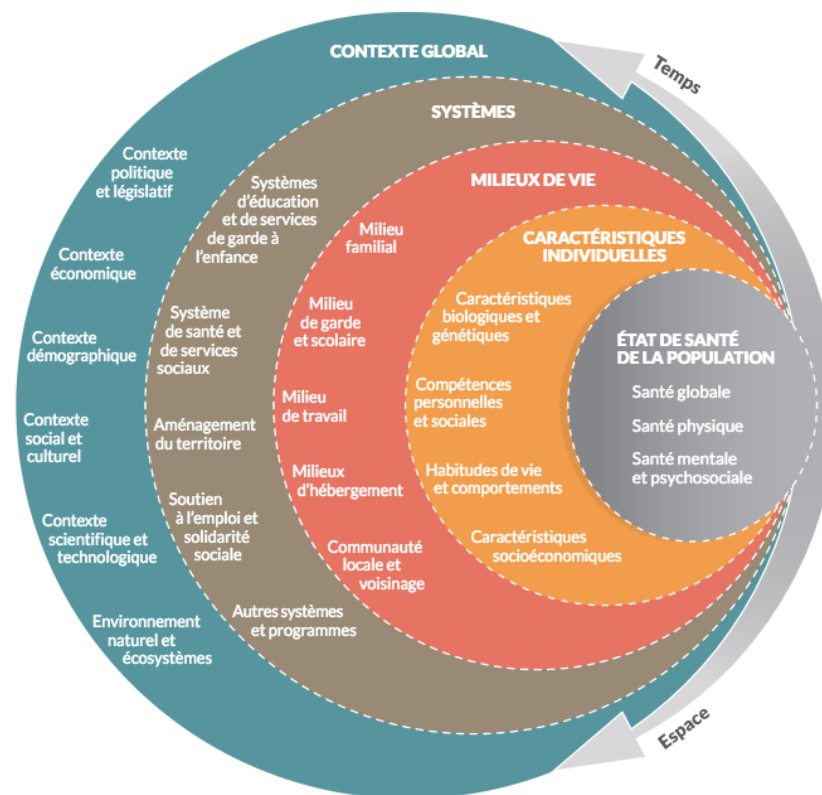 CONTEXTE GLOBAL
Contexte
politique
et législatif
Contexte
économique
Contexte
démographique
Contexte
social et
culturel
Contexte
scientifique et
technologique
Environnement
naturel et
écosystèmes
SYSTÈMES
Systèmes
d’éducation
et de services
de garde à
l’enfance
Système
de santé et
de services
sociaux
Aménagement
du territoire
Soutien
à l’emploi et
solidarité
sociale
Autres systèmes
et programmes
MILIEUX DE VIE
Milieu
familial
Milieu
de garde
et scolaire
Milieu
de travail
Milieux
d’hébergement
Communauté
locale et
voisinage
CARACTÉRISTIQUES
INDIVIDUELLES
Caractéristiques
biologiques et
génétiques
Compétences
personnelles
et sociales
Habitudes de vie
et comportements
Caractéristiques
socioéconomiques
ÉTAT DE SANTÉ
DE LA POPULATION
Santé globale
Santé physique
Santé mentale
et psychosociale
Temps
Espace